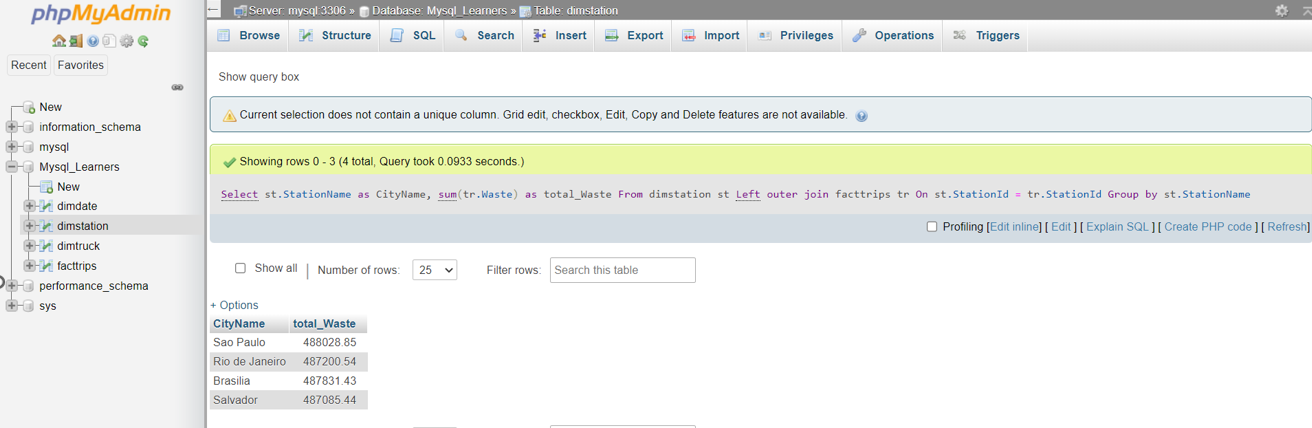 phpMyAdmin
Server: mysql:3306 » Database: Mysql_Learners » Table: dimstation
Browse Structure SQL Search Insert Export Import Privileges Operations Triggers
Recent Favorites
New
information_schema
mysql
Mysql_Learners
New
dimdate
dimstation
dimtruck
facttrips
performance_schema
sys
Show query box
Current selection does not contain a unique column. Grid edit, checkbox, Edit, Copy and Delete features are not available.
Showing rows 0 - 3 (4 total, Query took 0.0933 seconds.)
Select st.StationName as CityName, sum(tr.Waste) as total_Waste From dimstation st Left outer join facttrips tr On st.StationId = tr.StationId Group by st.StationName
Profiling [Edit inline] [ Edit ] [ Explain SQL ] [ Create PHP code ] [ Refresh]
Show all | Number of rows: 25 Filter rows: Search this table
+ Options
CityName total_Waste
Sao Paulo 488028.85
Rio de Janeiro 487200.54
Brasilia 487831.43
Salvador 487085.44